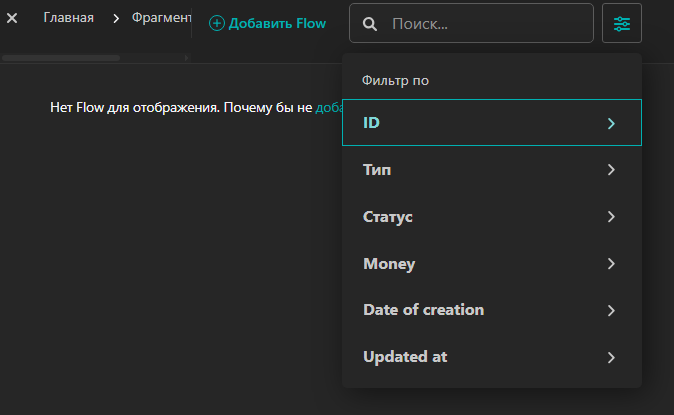 Главная
Фрагмент
Добавить Flow
Поиск...
Фильтр по
Нет Flow для отображения. Почему бы не
ID
Тип
Статус
Money
Date of creation
Updated at